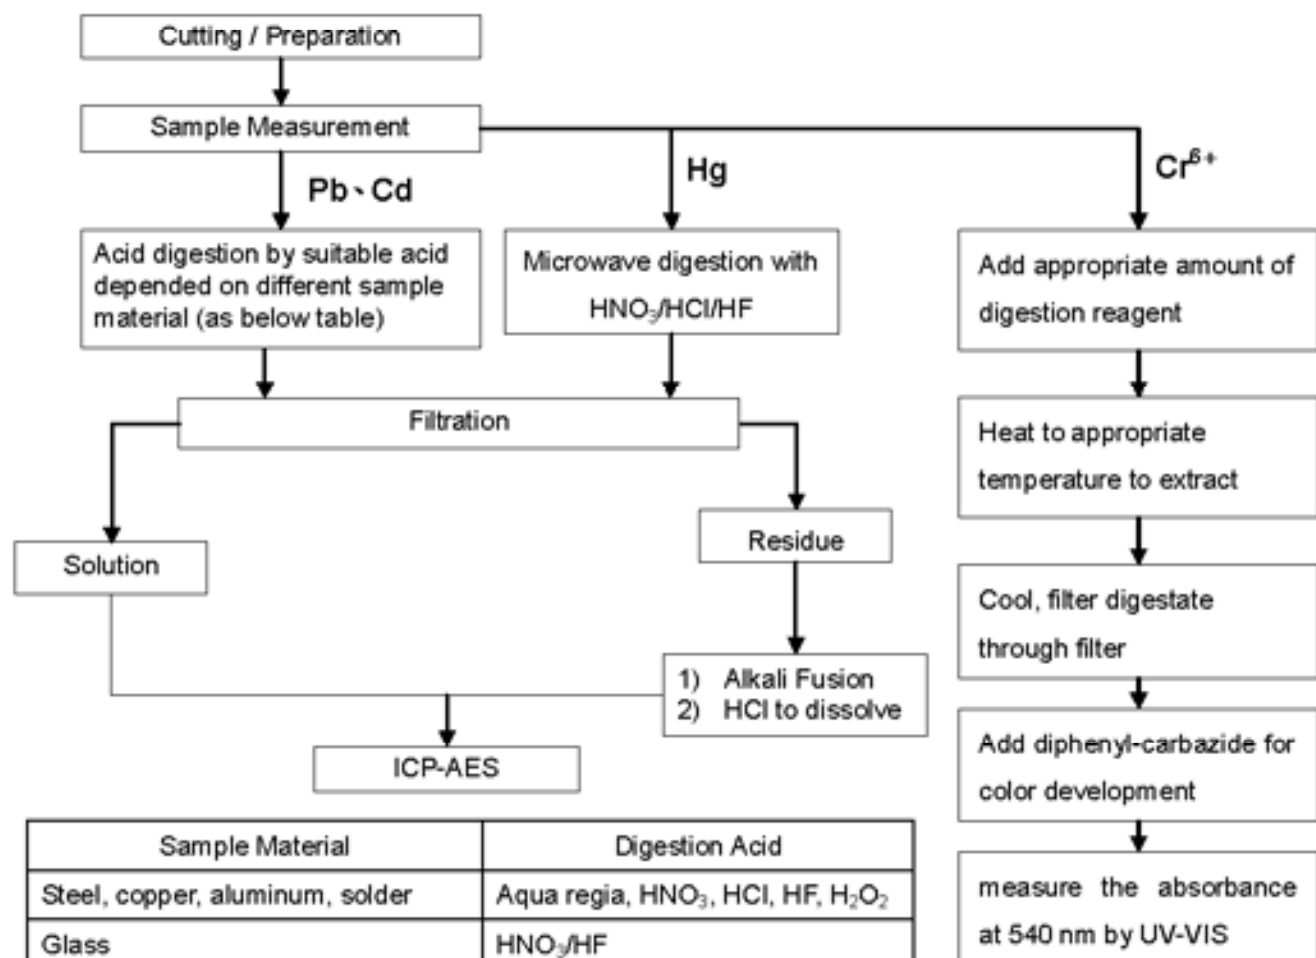 Cutting / Preparation
Sample Measurement
Pb、Cd
Hg
Cr⁶⁺
Acid digestion by suitable acid
depended on different sample
material (as below table)
Microwave digestion with
HNO₃/HCl/HF
Add appropriate amount of
digestion reagent
Filtration
Heat to appropriate
temperature to extract
Solution
Residue
Cool, filter digestate
through filter
1) Alkali Fusion
2) HCl to dissolve
ICP-AES
Add diphenyl-carbazide for
color development
measure the absorbance
at 540 nm by UV-VIS
Sample Material Digestion Acid
Steel, copper, aluminum, solder Aqua regia, HNO₃, HCl, HF, H₂O₂
Glass HNO₃/HF